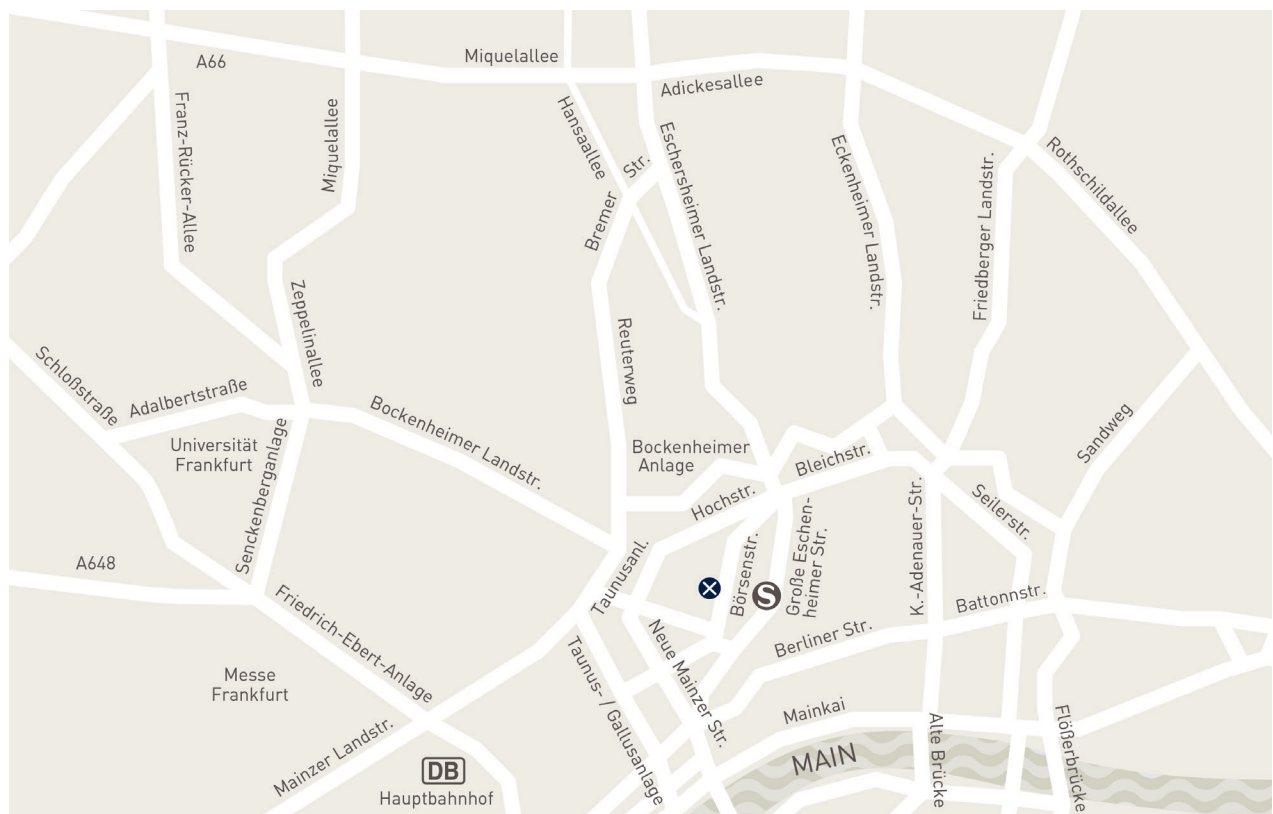 A66
Miquelallee
Adickesallee
Franz-Rücker-Allee
Miquelallee
Hansaallee
Bremer Str.
Eschersheimer Landstr.
Eckenheimer Landstr.
Friedberger Landstr.
Rothschildallee
Zeppelinallee
Reuterweg
Schloßstraße
Adalbertstraße
Universität
Frankfurt
Senckenberganlage
Bockenheimer Landstr.
Bockenheimer
Anlage
Hochstr.
Bleichstr.
Sandweg
Seilerstr.
K.-Adenauer-Str.
A648
Friedrich-Ebert-Anlage
Taunusanl.
Börsenstr.
S
Große Eschen-
heimer Str.
Battonnstr.
Berliner Str.
Neue Mainzer Str.
Taunus- / Gallusanlage
Messe
Frankfurt
Mainzer Landstr.
DB
Hauptbahnhof
Mainkai
MAIN
Alte Brücke
Flößerbrücke